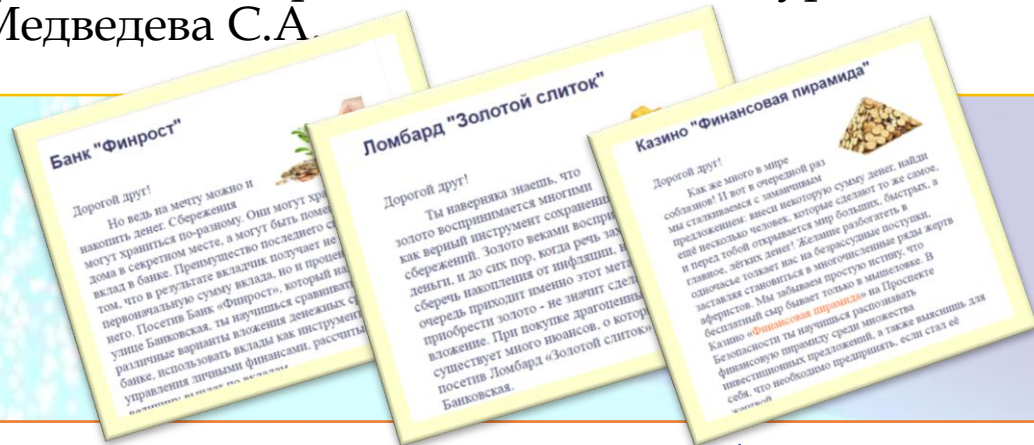 Медведева С.А.
Банк "Финрост"
Дорогой друг!
Но ведь на мечту можно и
накопить денег. Сбережения
могут храниться по-разному. Они могут
дома в секретном месте, а могут быть
вклад в банке. Преимущество последнего
том, что в результате вкладчик получает не
первоначальную сумму вклада, но и
него. Посетив Банк «Финрост», который
улице Банковская, ты научишься
различные варианты вложения денежных
банке, использовать вклады как
управления личными финансами,
Ломбард "Золотой слиток"
Дорогой друг!
Ты наверняка знаешь, что
золото воспринимается многими
как верный инструмент
сбережений. Золото веками
деньги, и до сих пор, когда речь
сберечь накопления от инфляции,
очередь приходит именно этот
приобрести золото - не значит
вложение. При покупке
существует много нюансов, о
посетив Ломбард «Золотой слиток»
Банковская.
Казино "Финансовая пирамида"
Дорогой друг!
Как же много в мире
соблазнов! И вот в очередной раз
мы сталкиваемся с заманчивым
предложением: внеси некоторую сумму денег, найди
ещё несколько человек, которые сделают то же самое,
и перед тобой открывается мир больших, быстрых, а
главное, лёгких денег! Желание разбогатеть в
одночасье толкает нас на безрассудные поступки,
заставляя становиться в многочисленные ряды жертв
аферистов. Мы забываем простую истину, что
бесплатный сыр бывает только в мышеловке. В
Казино «Финансовая пирамида» на Проспекте
Безопасности ты научишься распознавать
финансовую пирамиду среди множества
инвестиционных предложений, а также выяснишь для
себя, что необходимо предпринять, если стал её